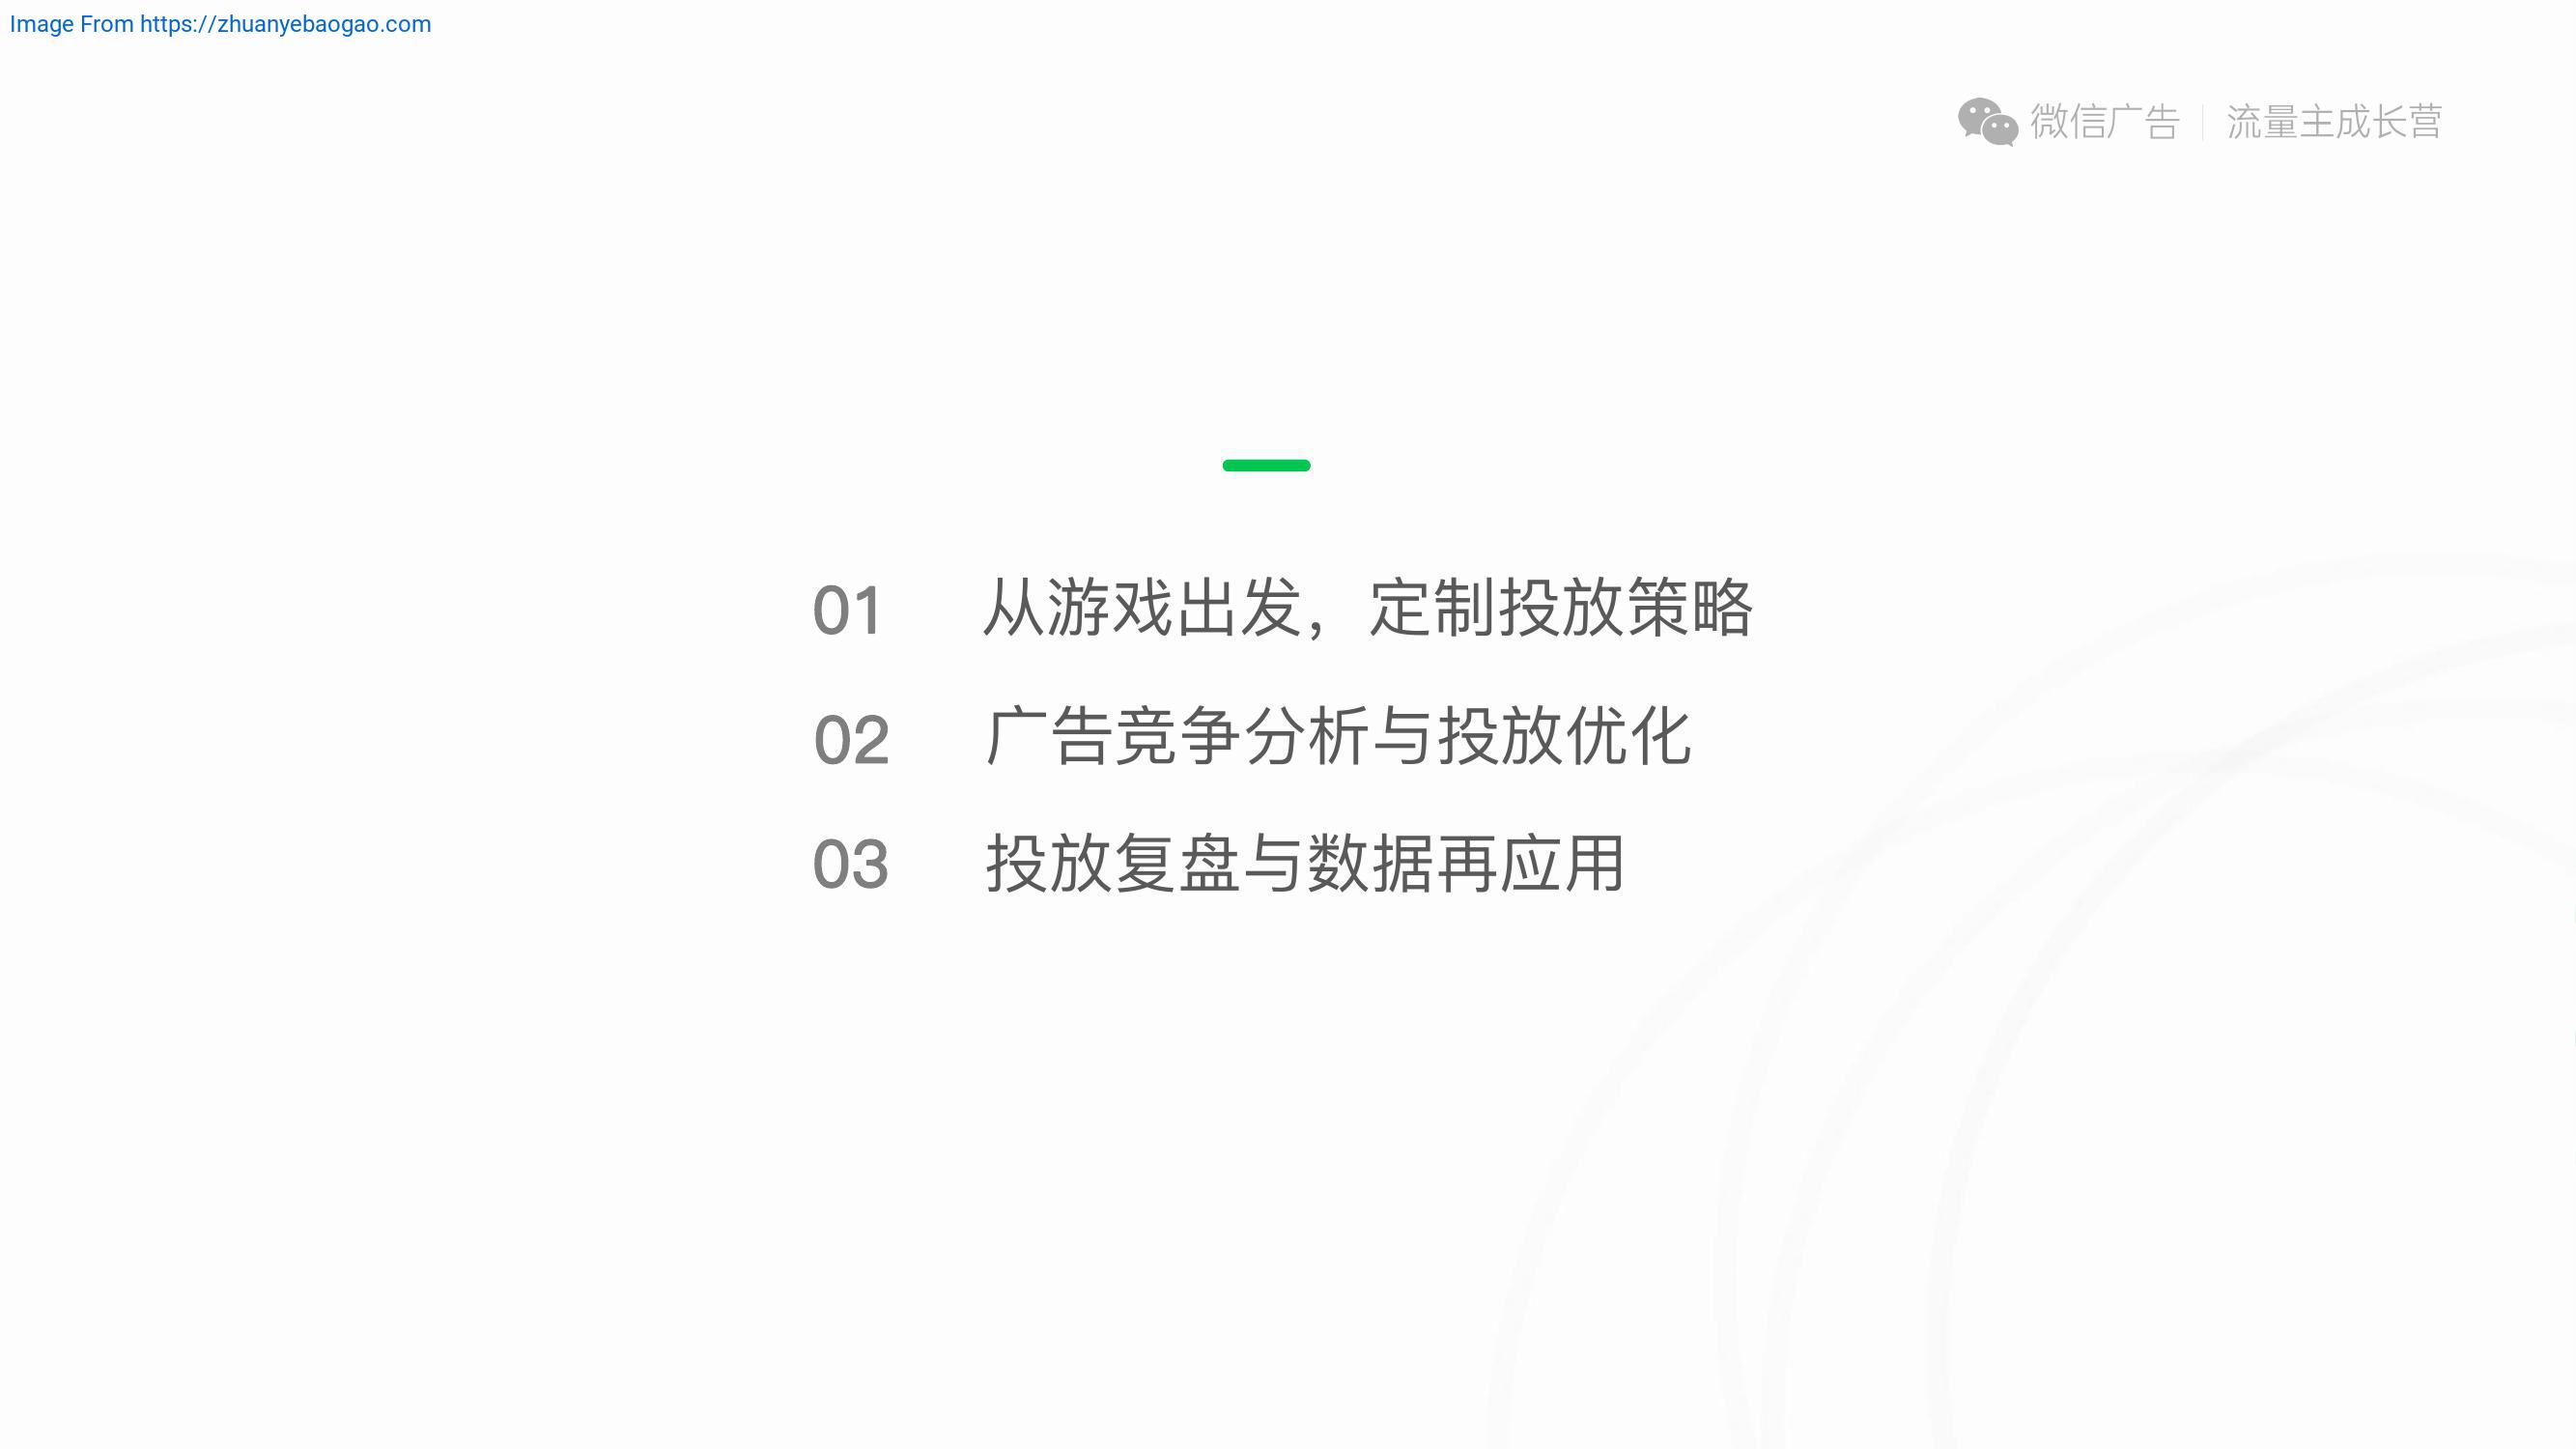 Image From https://zhuanyebaogao.com
微信广告 | 流量主成长营
01 从游戏出发，定制投放策略
02 广告竞争分析与投放优化
03 投放复盘与数据再应用